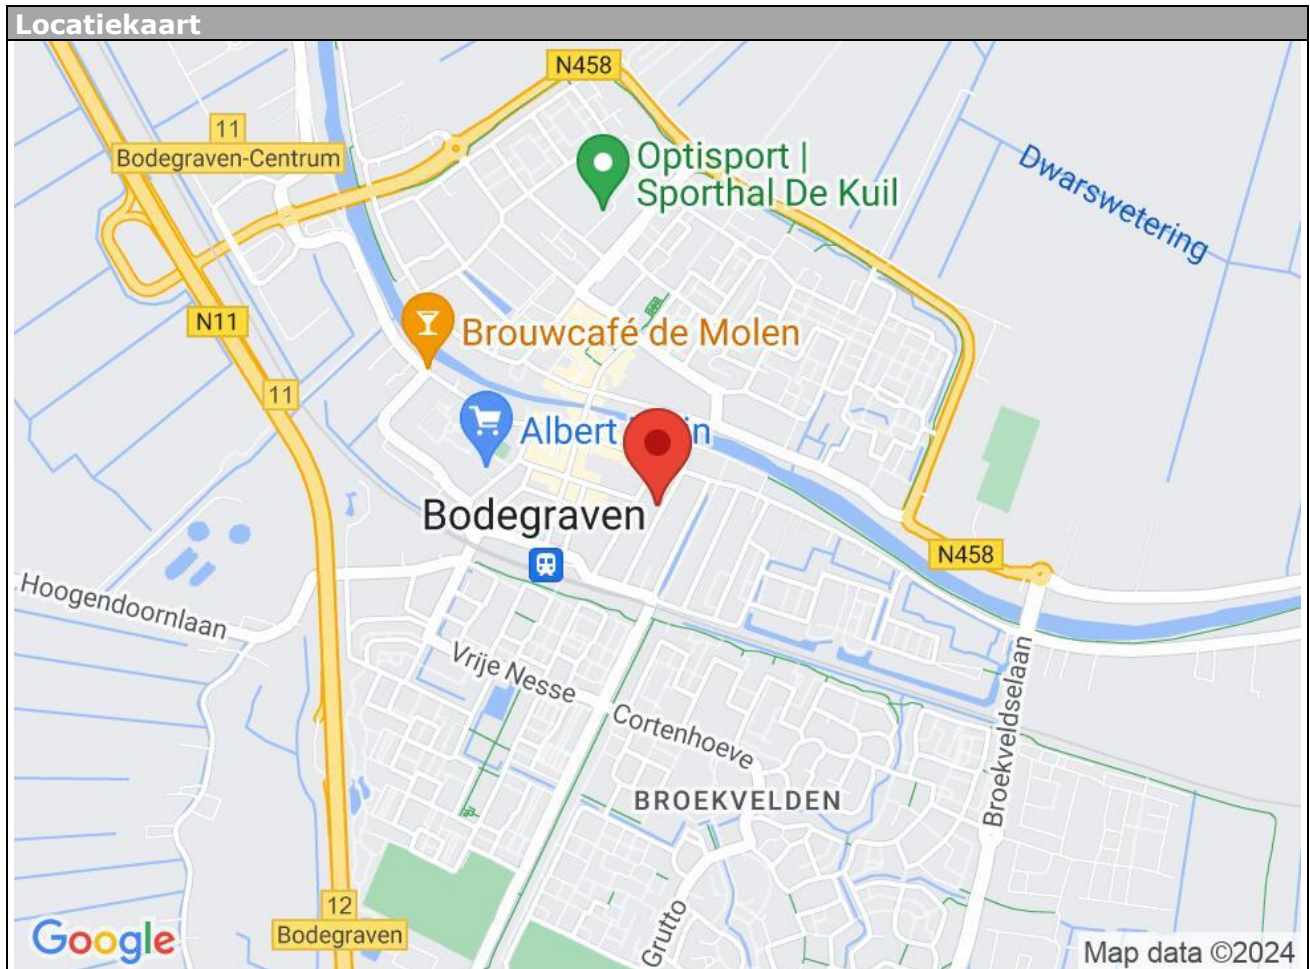 Locatiekaart
N458
11
Bodegraven-Centrum
Optisport |
Sporthal De Kuil
Dwarswetering
N11
Brouwcafé de Molen
11
Albert in
Bodegraven
N458
Hoogendoornlaan
Vrije Nesse
Cortenhoeve
Broekveldselaan
BROEKVELDEN
12
Bodegraven
Grutto
Google
Map data ©2024